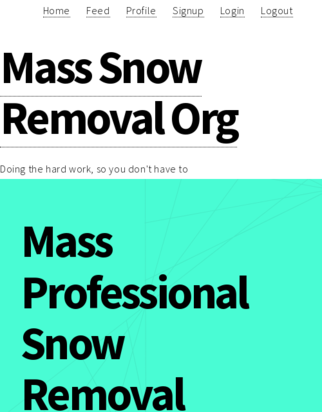 Home Feed Profile Signup Login Logout
Mass Snow
Removal Org
Doing the hard work, so you don't have to
Mass
Professional
Snow
Removal